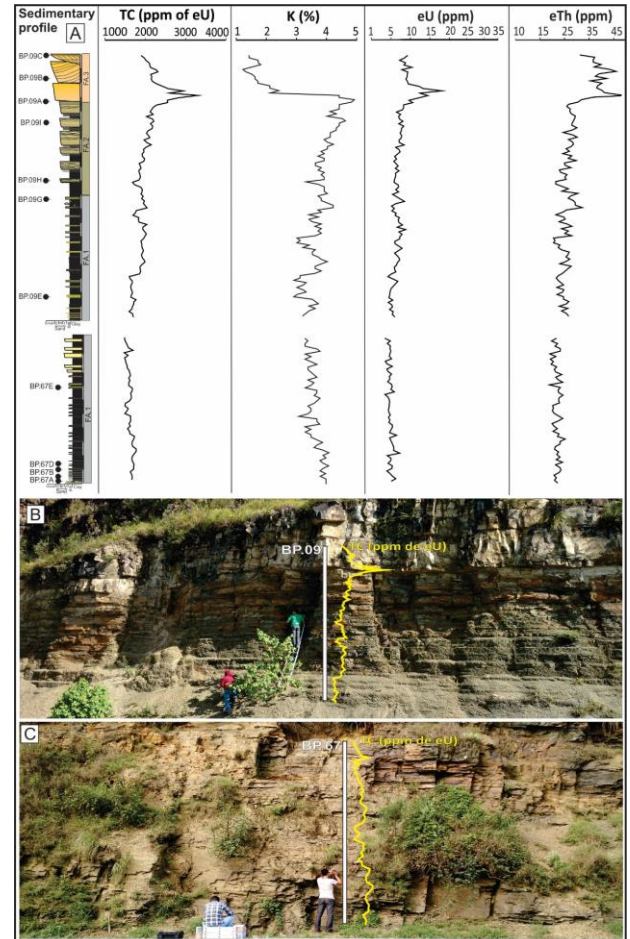 Sedimentary profile A
TC (ppm of eU)
1000 2000 3000 4000
K (%)
1 2 3 4 5 6
eU (ppm)
1 5 10 15 20 25 30 35
eTh (ppm)
15 25 35 45
BP.09C
BP.09B
BP.09A
BP.09I
BP.09H
BP.09G
BP.09E
FA.3
FA.2
FA.1
Sand
BP.67E
BP.67D
BP.67B
BP.67A
FA.1
Sand
B
BP.09
TC (ppm de eU)
C
BP.67
TC (ppm de eU)